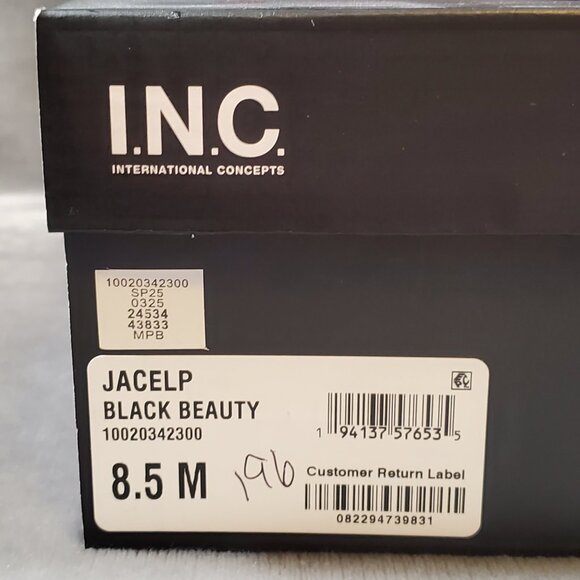 I.N.C.
INTERNATIONAL CONCEPTS
10020342300
SP25
0325
24534
43833
MPB
JACELP
BLACK BEAUTY
10020342300
8.5 M
196
1 94137 57653 5
Customer Return Label
082294739831